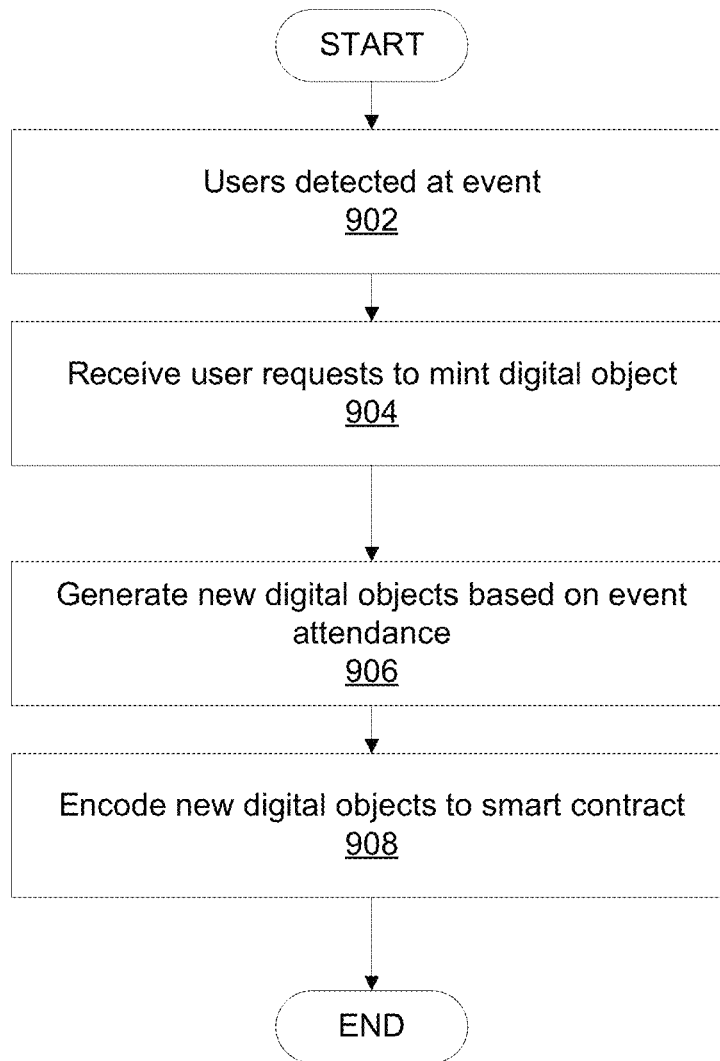 START
Users detected at event
902
Receive user requests to mint digital object
904
Generate new digital objects based on event
attendance
906
Encode new digital objects to smart contract
908
END